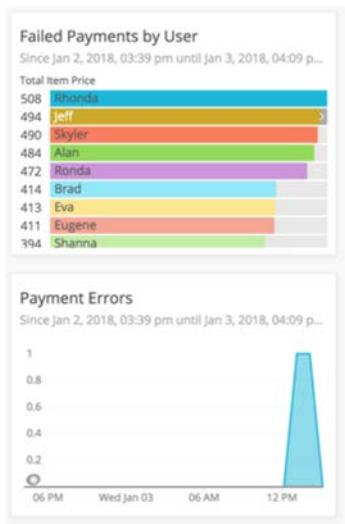 Failed Payments by User
Since Jan 2, 2018, 03:39 pm until Jan 3, 2018, 04:09 p...
Total Item Price
508 Rhonda
494 Jeff
490 Skyler
484 Alan
472 Ronda
414 Brad
413 Eva
411 Eugene
394 Shanna
Payment Errors
Since Jan 2, 2018, 03:39 pm until Jan 3, 2018, 04:09 p...
1
0.8
0.6
0.4
0.2
0
06 PM Wed Jan 03 06 AM 12 PM